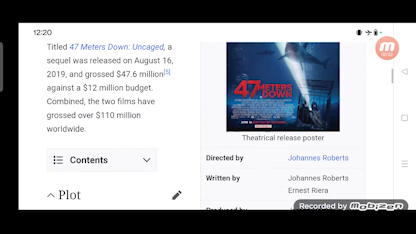 12:20
Titled 47 Meters Down: Uncaged, a
sequel was released on August 16,
2019, and grossed $47.6 million[5]
against a $12 million budget.
Combined, the two films have
grossed over $110 million
worldwide.
Contents
Plot
47 METERS
DOWN
Theatrical release poster
Directed by
Johannes Roberts
Written by
Johannes Roberts
Ernest Riera
Recorded by
Mobizen